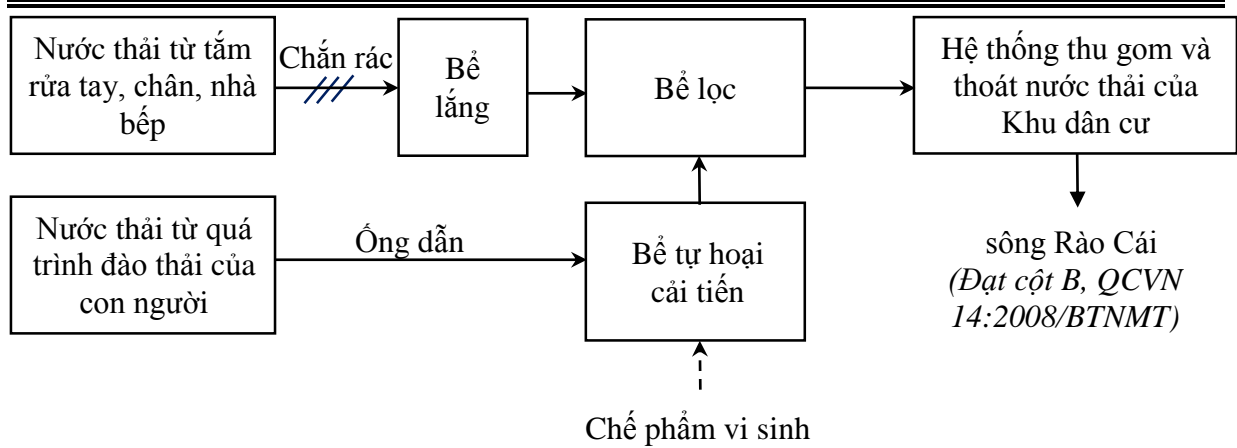 Nước thải từ tắm
rửa tay, chân, nhà
bếp
Chắn rác
Bể
lắng
Bể lọc
Hệ thống thu gom và
thoát nước thải của
Khu dân cư
Nước thải từ quá
trình đào thải của
con người
Ống dẫn
Bể tự hoại
cải tiến
sông Rào Cái
(Đạt cột B, QCVN
14:2008/BTNMT)
Chế phẩm vi sinh